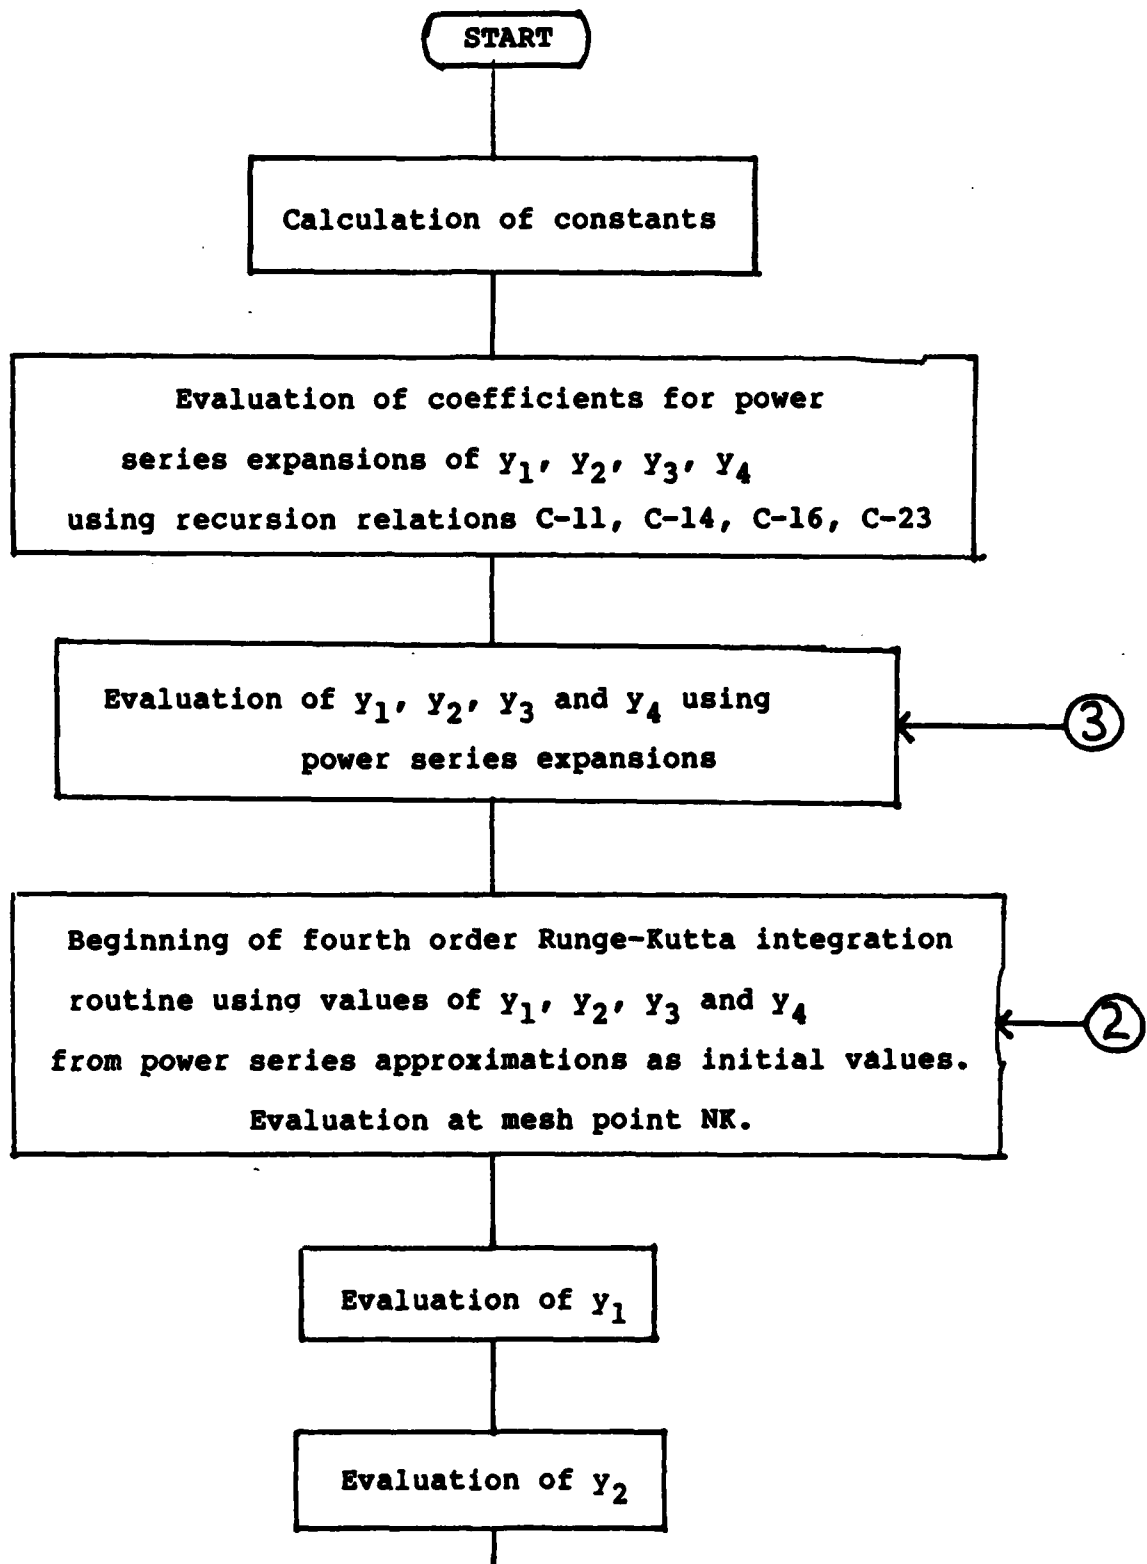 START
Calculation of constants
Evaluation of coefficients for power
series expansions of y₁, y₂, y₃, y₄
using recursion relations C-11, C-14, C-16, C-23
Evaluation of y₁, y₂, y₃ and y₄ using
power series expansions
3
Beginning of fourth order Runge-Kutta integration
routine using values of y₁, y₂, y₃ and y₄
from power series approximations as initial values.
Evaluation at mesh point NK.
2
Evaluation of y₁
Evaluation of y₂